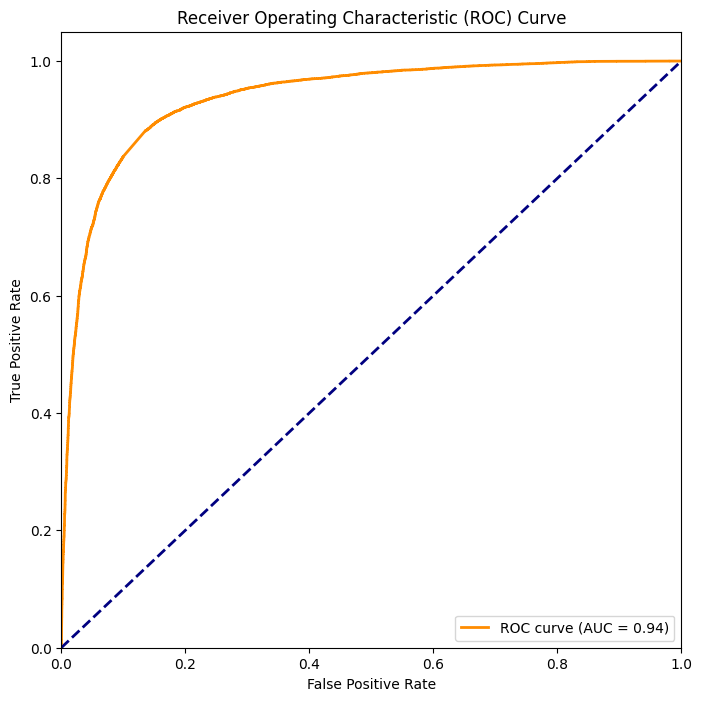 Receiver Operating Characteristic (ROC) Curve
1.0
0.8
0.6
0.4
0.2
0.0
True Positive Rate
ROC curve (AUC = 0.94)
0.0 0.2 0.4 0.6 0.8 1.0
False Positive Rate